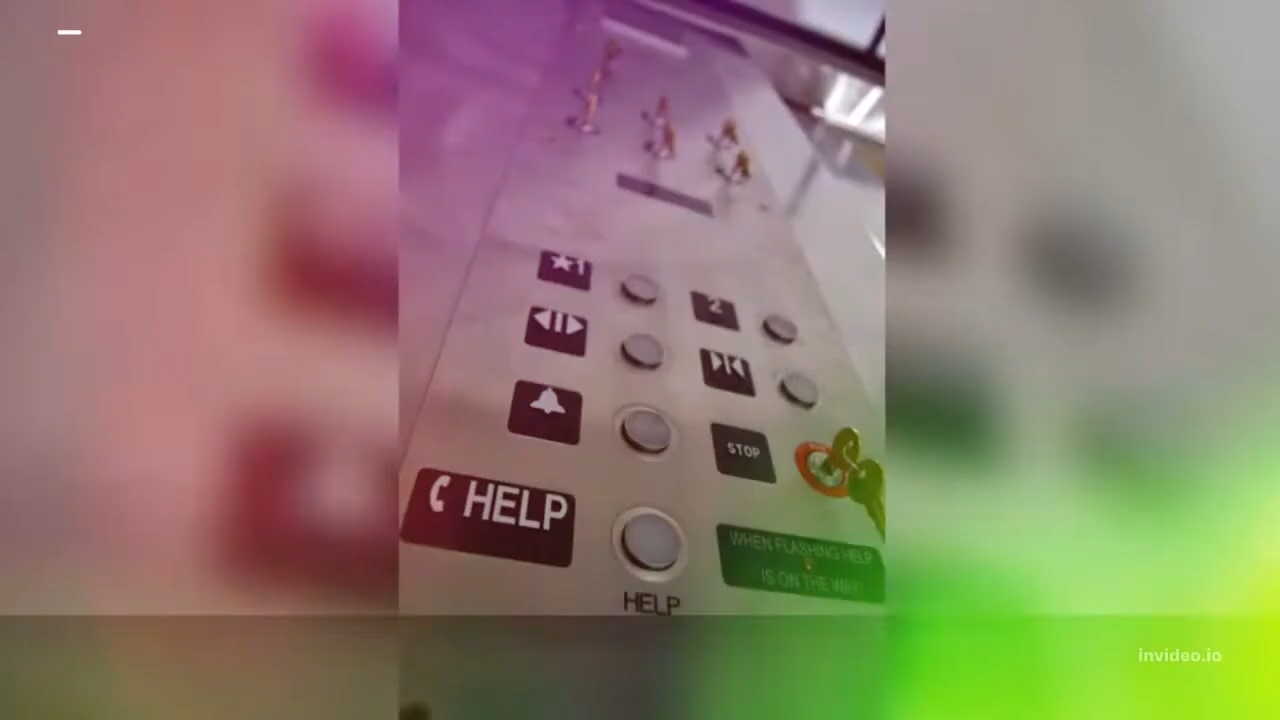 ★1
2
STOP
HELP
WHEN FLASHING HELP
IS ON THE WAY
HELP
invideo.io